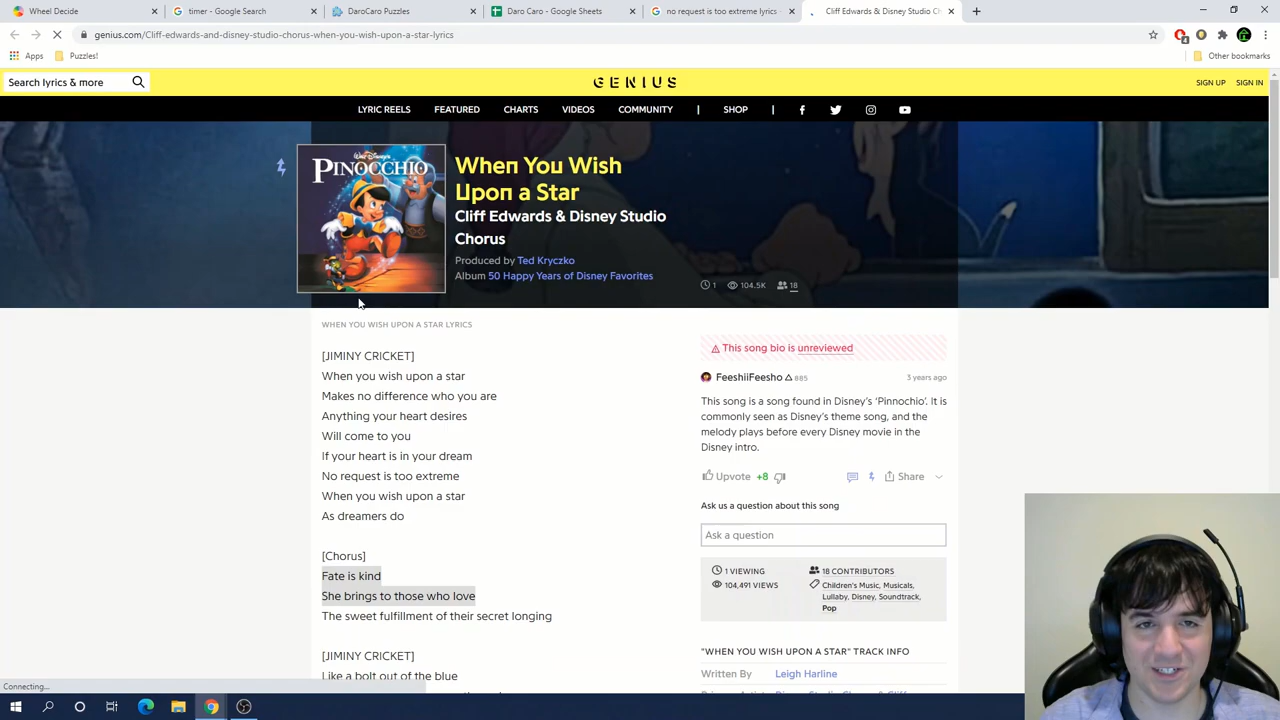 Wheel Decide
timer - Google Search
DaroCaro Puzzles
Daro Caro - Google Sheets
no request is too extreme lyrics -
Cliff Edwards & Disney Studio Ch
genius.com/Cliff-edwards-and-disney-studio-chorus-when-you-wish-upon-a-star-lyrics
Apps
Puzzles!
Other bookmarks
Search lyrics & more
GENIUS
SIGN UP
SIGN IN
LYRIC REELS
FEATURED
CHARTS
VIDEOS
COMMUNITY
|
SHOP
|
Walt Disney's
PINOCCHIO
When You Wish
Upon a Star
Cliff Edwards & Disney Studio
Chorus
Produced by Ted Kryczko
Album 50 Happy Years of Disney Favorites
1
104.5K
18
WHEN YOU WISH UPON A STAR LYRICS
[JIMINY CRICKET]
When you wish upon a star
Makes no difference who you are
Anything your heart desires
Will come to you
If your heart is in your dream
No request is too extreme
When you wish upon a star
As dreamers do
[Chorus]
Fate is kind
She brings to those who love
The sweet fulfillment of their secret longing
[JIMINY CRICKET]
Like a bolt out of the blue
This song bio is unreviewed
FeeshiiFeesho 885
3 years ago
This song is a song found in Disney's 'Pinnochio'. It is
commonly seen as Disney's theme song, and the
melody plays before every Disney movie in the
Disney intro.
Upvote +8
Share
Ask us a question about this song
Ask a question
1 VIEWING
104,491 VIEWS
18 CONTRIBUTORS
Children's Music, Musicals,
Lullaby, Disney, Soundtrack,
Pop
"WHEN YOU WISH UPON A STAR" TRACK INFO
Written By Leigh Harline
Connecting...